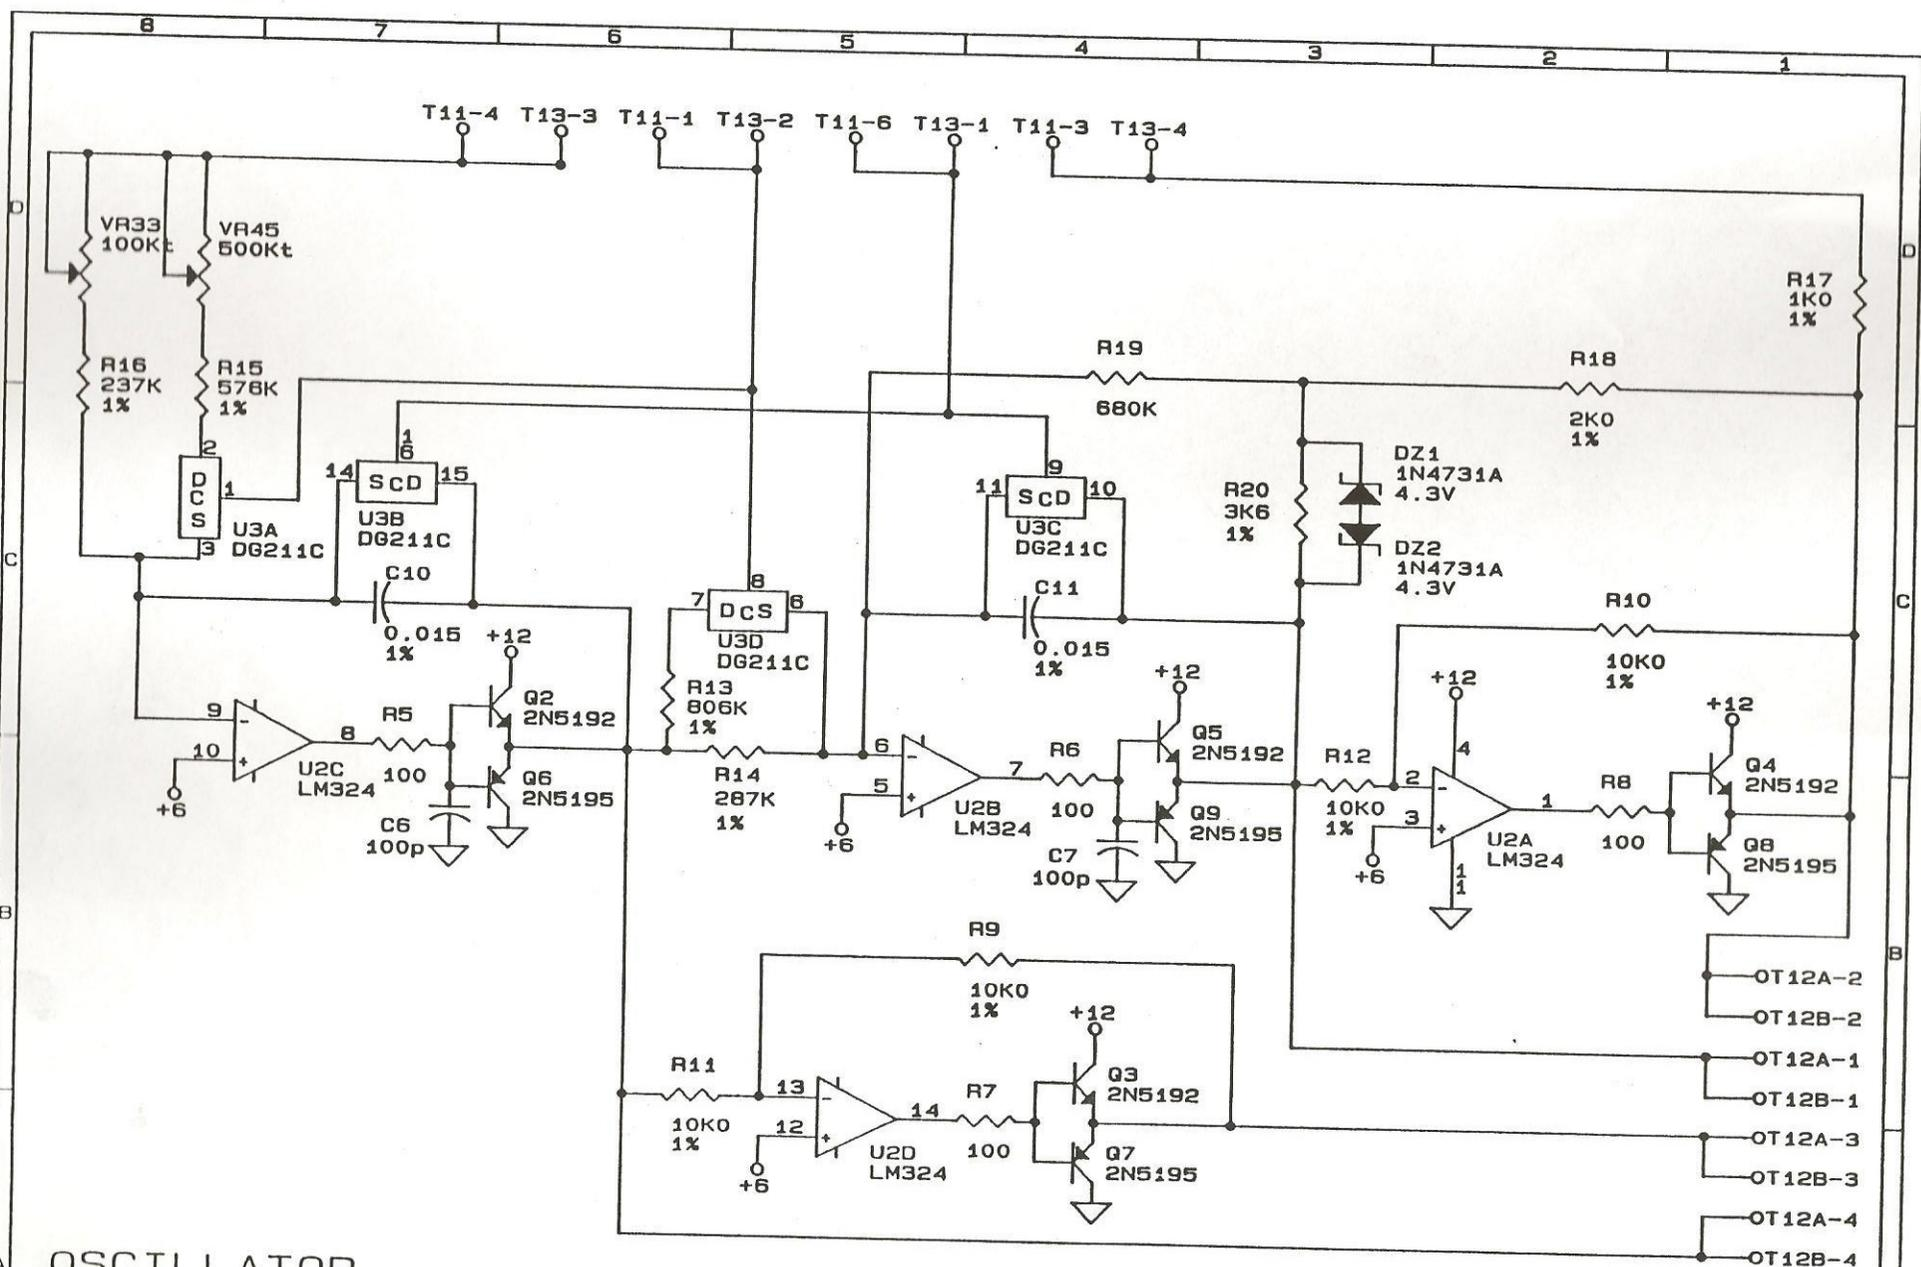 8 7 6 5 4 3 2 1
T11-4 T13-3 T11-1 T13-2 T11-6 T13-1 T11-3 T13-4
D
D
VR33
100Kt
VR45
500Kt
R17
1K0
1%
R16
237K
1%
R15
576K
1%
R19
680K
R18
2K0
1%
2
DCS
1
3
U3A
DG211C
1
6
14
SCD
15
U3B
DG211C
9
11
SCD
10
U3C
DG211C
R20
3K6
1%
DZ1
1N4731A
4.3V
DZ2
1N4731A
4.3V
C
C
C10
0.015
1%
8
7
DCS
6
U3D
DG211C
C11
0.015
1%
R10
10K0
1%
+12
Q2
2N5192
9
-
10
+
+6
8
U2C
LM324
R5
100
Q6
2N5195
C6
100p
R13
806K
1%
R14
287K
1%
6
-
5
+
+6
7
U2B
LM324
R6
100
+12
Q5
2N5192
Q9
2N5195
C7
100p
R12
10K0
1%
+12
4
2
-
3
+
+6
1
U2A
LM324
1
1
R8
100
+12
Q4
2N5192
Q8
2N5195
B
B
R9
10K0
1%
R11
10K0
1%
13
-
12
+
+6
14
U2D
LM324
R7
100
+12
Q3
2N5192
Q7
2N5195
OT12A-2
OT12B-2
OT12A-1
OT12B-1
OT12A-3
OT12B-3
OT12A-4
OT12B-4
A
OSCILLATOR